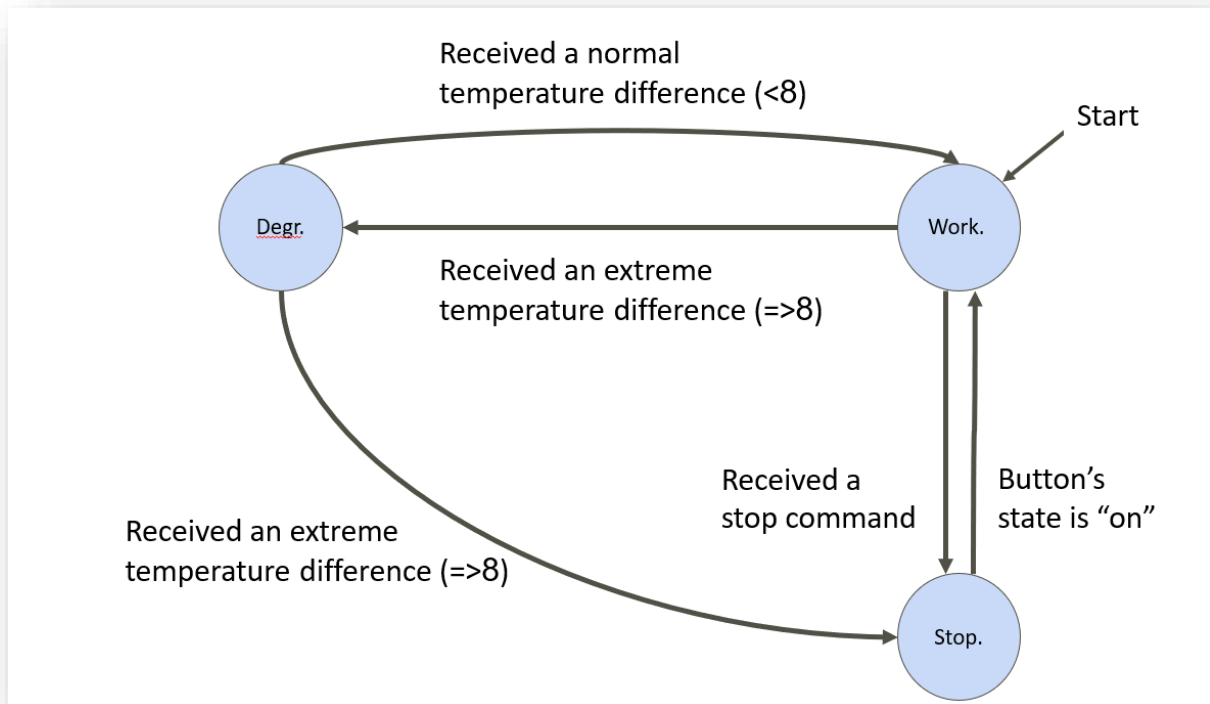 Received a normal
temperature difference (<8)
Start
Degr.
Work.
Received an extreme
temperature difference (=>8)
Received a
stop command
Button’s
state is “on”
Received an extreme
temperature difference (=>8)
Stop.